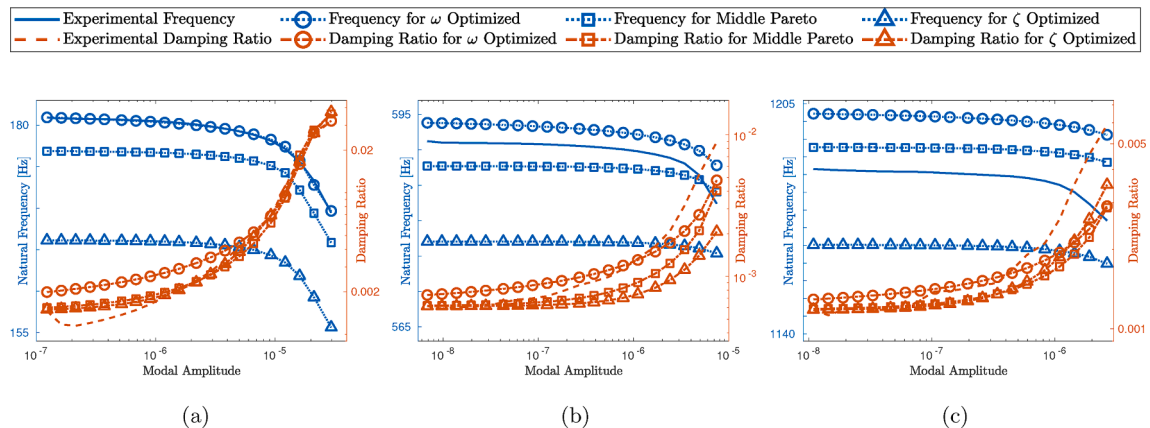 Experimental Frequency Frequency for ω Optimized Frequency for Middle Pareto Frequency for ζ Optimized
Experimental Damping Ratio Damping Ratio for ω Optimized Damping Ratio for Middle Pareto Damping Ratio for ζ Optimized
Natural Frequency [Hz]
180
155
10^-7
10^-6
10^-5
Modal Amplitude
0.02
0.002
Damping Ratio
(a)
Natural Frequency [Hz]
595
565
10^-8
10^-7
10^-6
10^-5
Modal Amplitude
10^-2
10^-3
Damping Ratio
(b)
Natural Frequency [Hz]
1205
1140
10^-8
10^-7
10^-6
Modal Amplitude
0.005
0.001
Damping Ratio
(c)